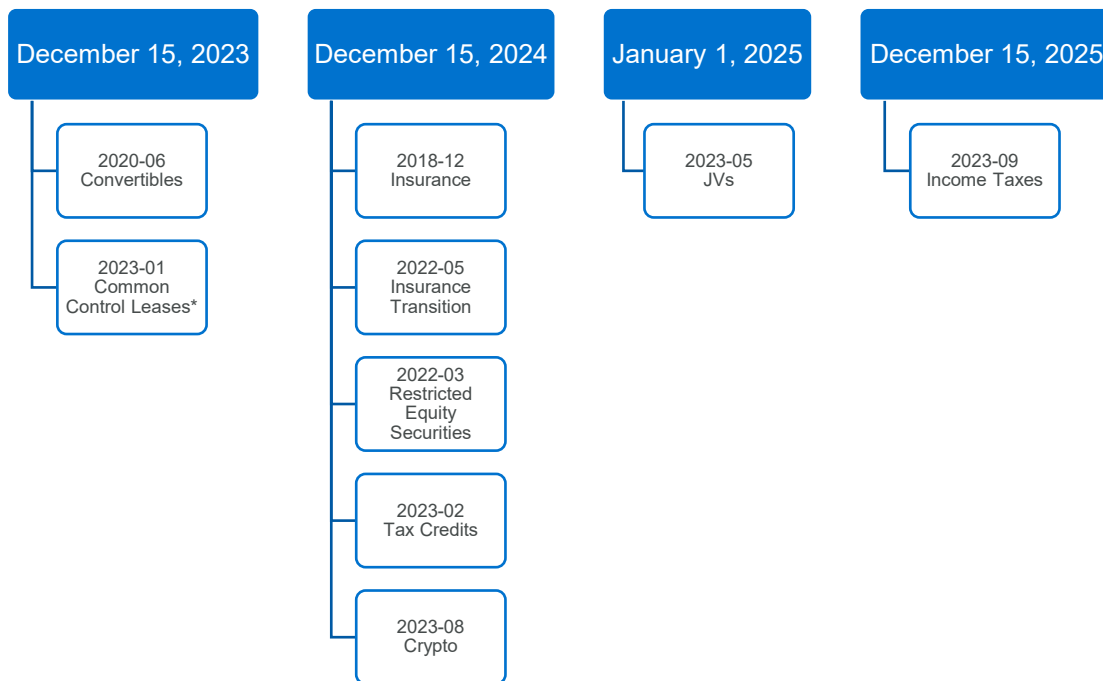 December 15, 2023
2020-06
Convertibles
2023-01
Common
Control Leases*
December 15, 2024
2018-12
Insurance
2022-05
Insurance
Transition
2022-03
Restricted
Equity
Securities
2023-02
Tax Credits
2023-08
Crypto
January 1, 2025
2023-05
JVs
December 15, 2025
2023-09
Income Taxes